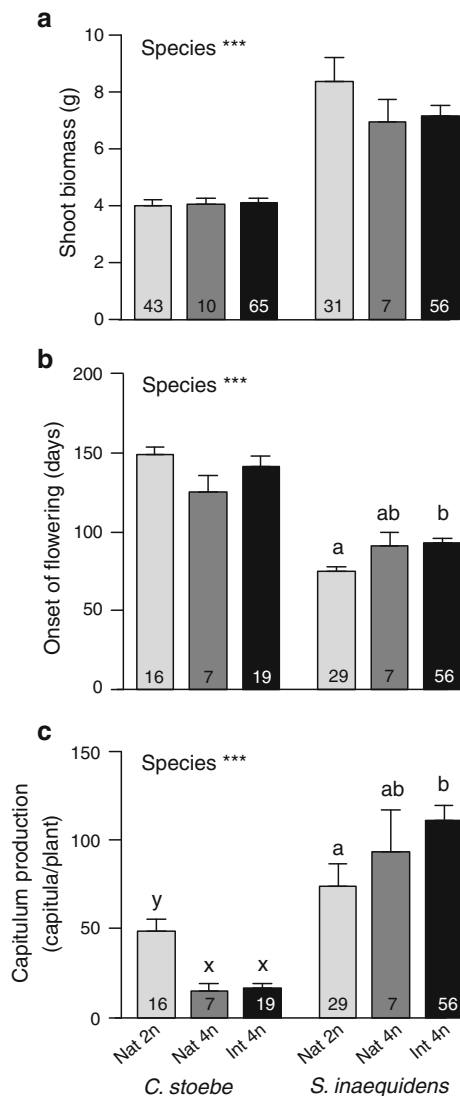 a
Species ***
Shoot biomass (g)
10
8
6
4
2
0
43 10 65 31 7 56
b
Species ***
Onset of flowering (days)
200
150
100
50
0
a ab b
16 7 19 29 7 56
c
Species ***
Capitulum production
(capitula/plant)
150
100
50
0
y x x a ab b
16 7 19 29 7 56
Nat 2n Nat 4n Int 4n Nat 2n Nat 4n Int 4n
C. stoebe S. inaequidens